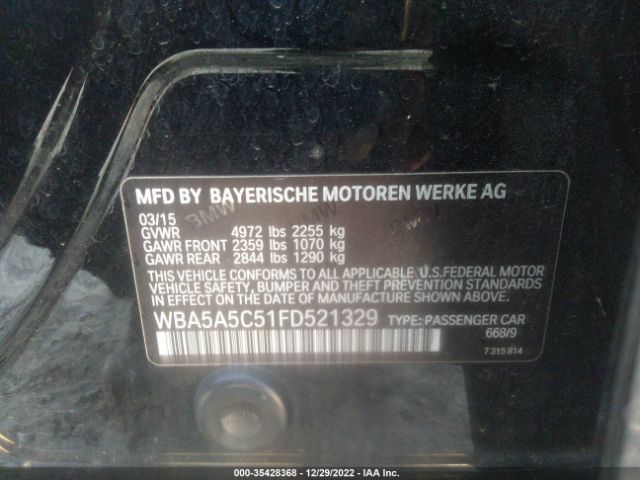 MFD BY BAYERISCHE MOTOREN WERKE AG
03/15
GVWR 4972 lbs 2255 kg
GAWR FRONT 2359 lbs 1070 kg
GAWR REAR 2844 lbs 1290 kg
THIS VEHICLE CONFORMS TO ALL APPLICABLE U.S.FEDERAL MOTOR
VEHICLE SAFETY, BUMPER AND THEFT PREVENTION STANDARDS
IN EFFECT ON THE DATE OF MANUFACTURE SHOWN ABOVE.
WBA5A5C51FD521329 TYPE: PASSENGER CAR
668/9
7 315 814
000-35428368 - 12/29/2022 - IAA Inc.